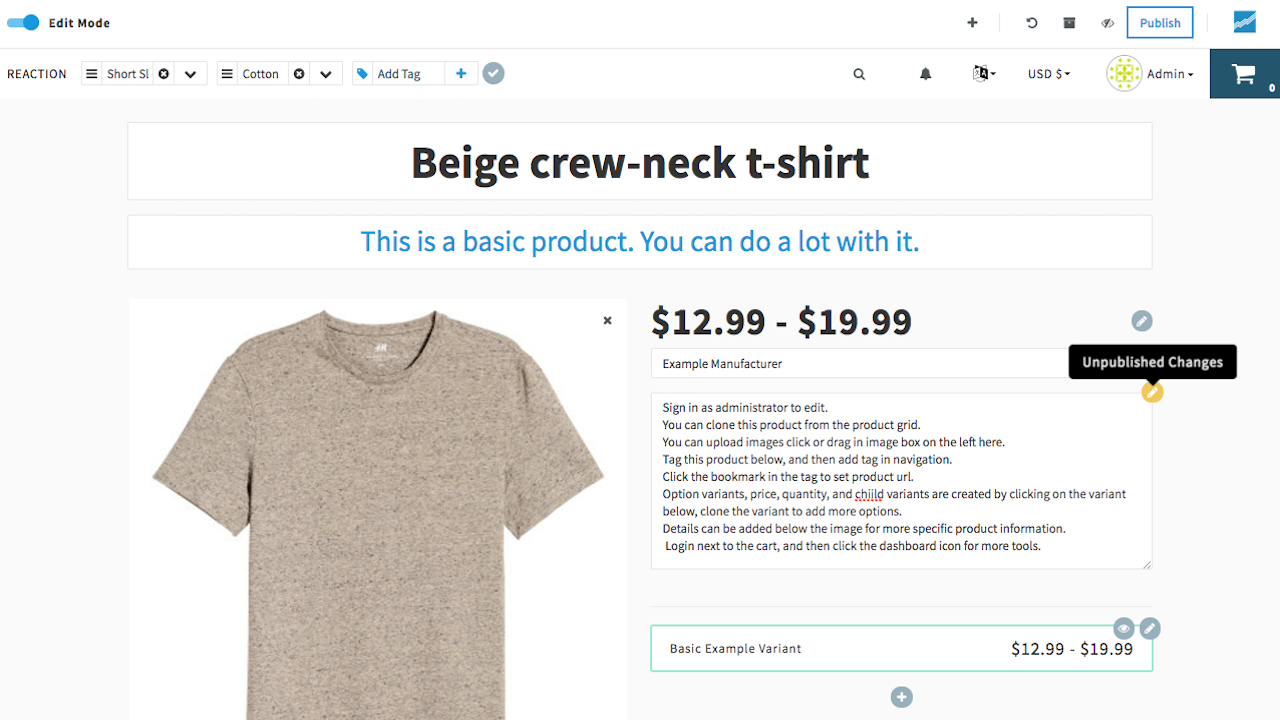 Edit Mode
Publish
REACTION
Short Sl
Cotton
Add Tag
USD $
Admin
0
Beige crew-neck t-shirt
This is a basic product. You can do a lot with it.
$12.99 - $19.99
Example Manufacturer
Unpublished Changes
Sign in as administrator to edit.
You can clone this product from the product grid.
You can upload images click or drag in image box on the left here.
Tag this product below, and then add tag in navigation.
Click the bookmark in the tag to set product url.
Option variants, price, quantity, and chiild variants are created by clicking on the variant
below, clone the variant to add more options.
Details can be added below the image for more specific product information.
Login next to the cart, and then click the dashboard icon for more tools.
Basic Example Variant
$12.99 - $19.99